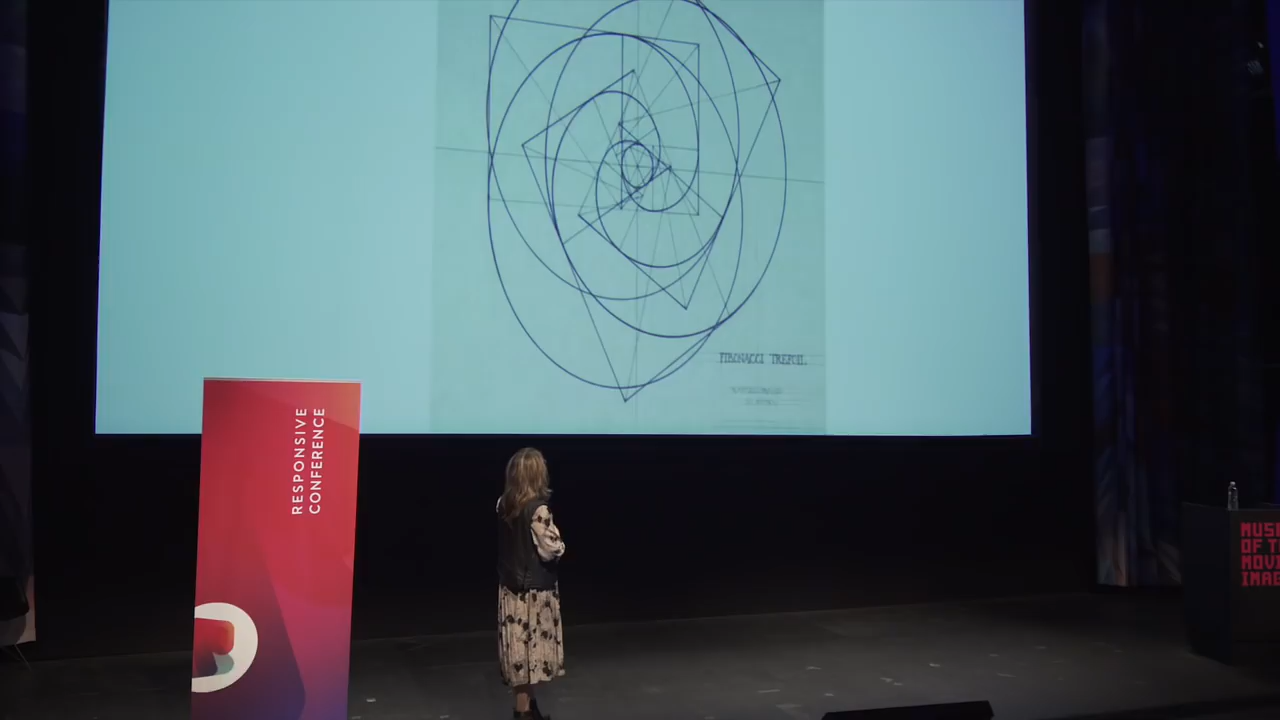 FIBONACCI TREFOIL
RESPONSIVE
CONFERENCE
MUSE
OF T
MOVI
IMAG